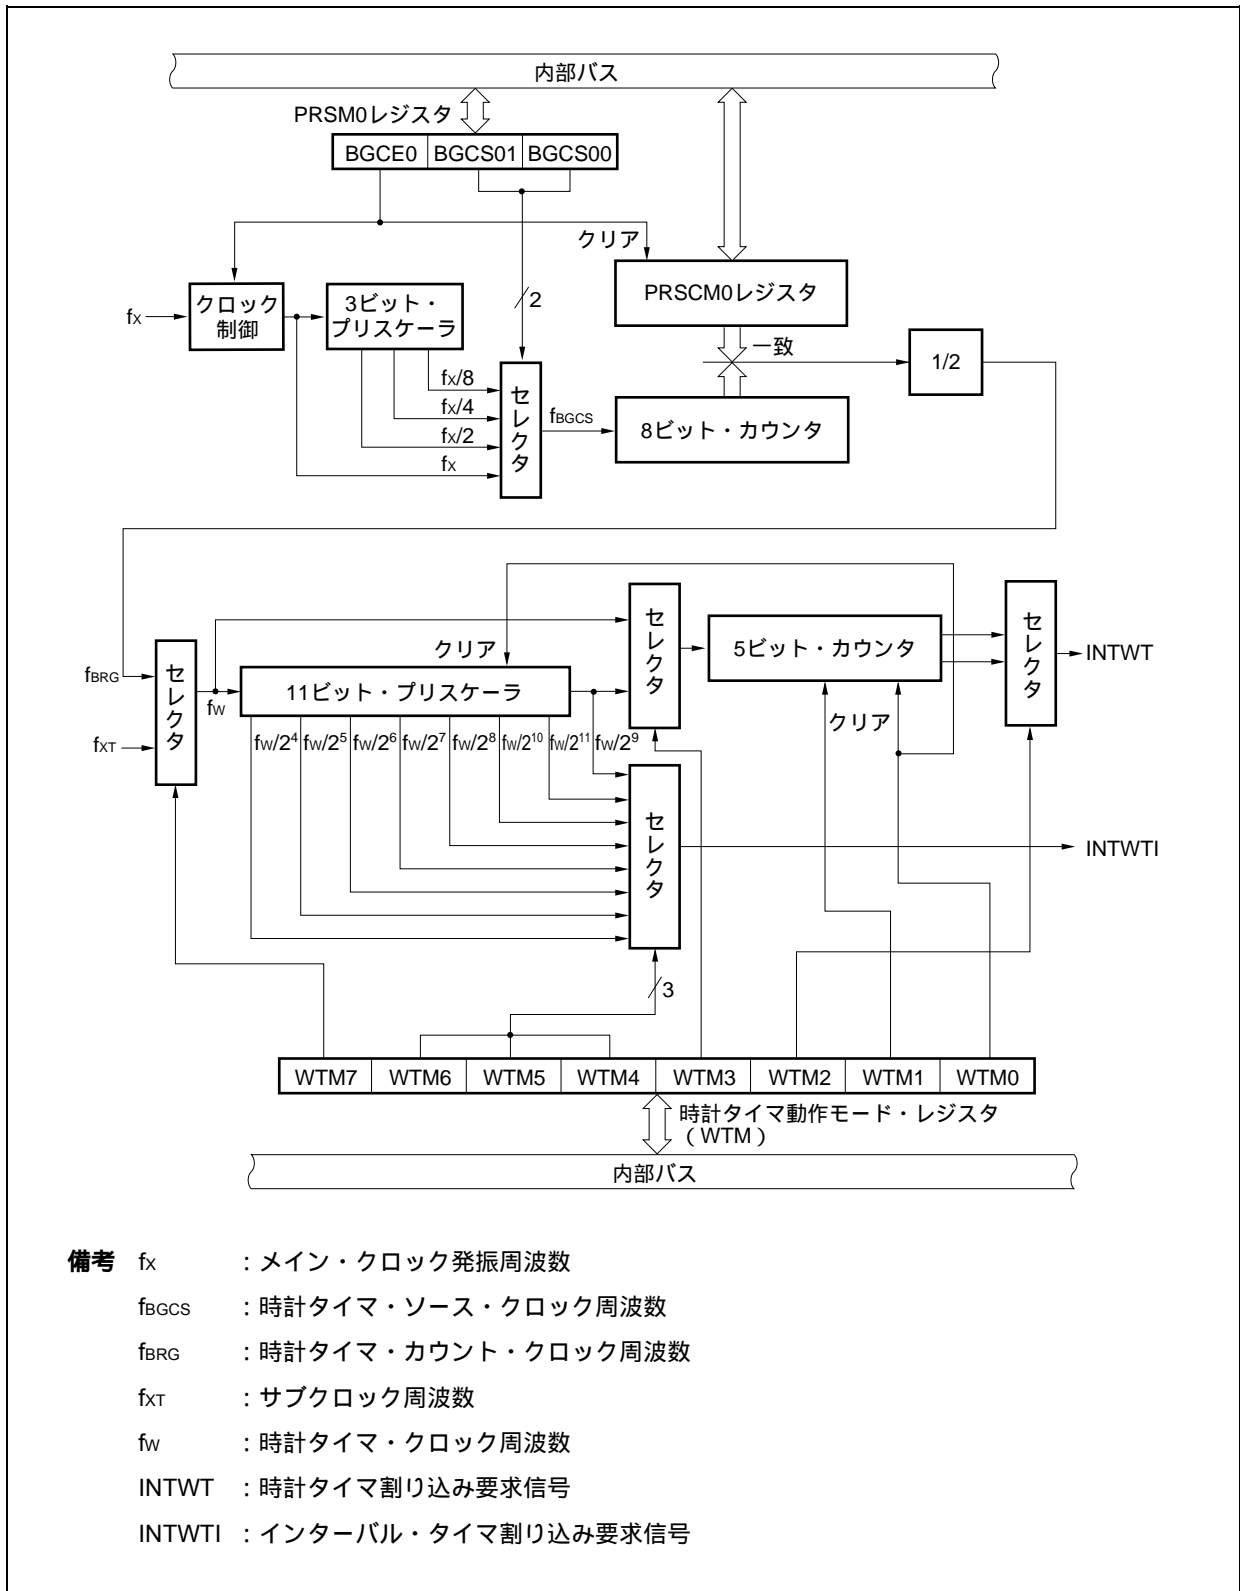 内部バス
PRSM0レジスタ
BGCE0 BGCS01 BGCS00
クリア
PRSCM0レジスタ
2
fX
クロック
制御
3ビット・
プリスケーラ
一致
1/2
fX/8
fX/4
fX/2
fX
セレクタ
fBGCS
8ビット・カウンタ
セレクタ
5ビット・カウンタ
セレクタ
INTWT
クリア
fBRG
fXT
セレクタ
fW
11ビット・プリスケーラ
クリア
fW/2⁴ fW/2⁵ fW/2⁶ fW/2⁷ fW/2⁸ fW/2¹⁰ fW/2¹¹ fW/2⁹
セレクタ
INTWTI
3
WTM7 WTM6 WTM5 WTM4 WTM3 WTM2 WTM1 WTM0
時計タイマ動作モード・レジスタ
(WTM)
内部バス
備考 fX :メイン・クロック発振周波数
fBGCS :時計タイマ・ソース・クロック周波数
fBRG :時計タイマ・カウント・クロック周波数
fXT :サブクロック周波数
fW :時計タイマ・クロック周波数
INTWT :時計タイマ割り込み要求信号
INTWTI :インターバル・タイマ割り込み要求信号